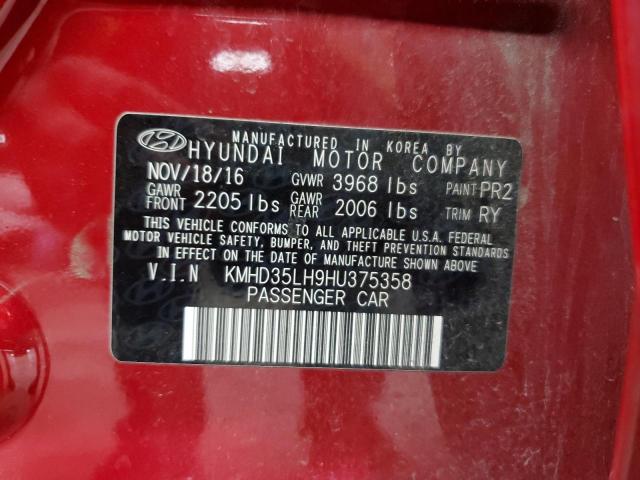 MANUFACTURED IN KOREA BY
HYUNDAI MOTOR COMPANY
NOV/18/16 GVWR 3968 lbs PAINT PR2
GAWR FRONT 2205 lbs GAWR REAR 2006 lbs TRIM RY
THIS VEHICLE CONFORMS TO ALL APPLICABLE U.S.A. FEDERAL
MOTOR VEHICLE SAFETY, BUMPER, AND THEFT PREVENTION STANDARDS
IN EFFECT ON THE DATE OF MANUFACTURE SHOWN ABOVE.
V.I.N KMHD35LH9HU375358
PASSENGER CAR